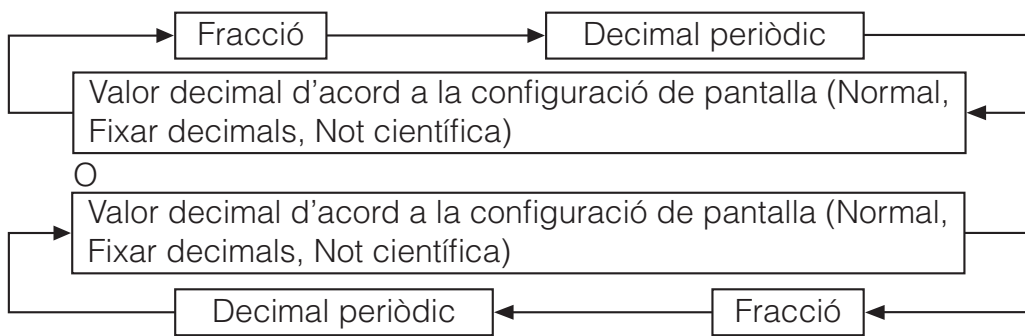 Fracció
Decimal periòdic
Valor decimal d'acord a la configuració de pantalla (Normal,
Fixar decimals, Not científica)
O
Valor decimal d'acord a la configuració de pantalla (Normal,
Fixar decimals, Not científica)
Decimal periòdic
Fracció